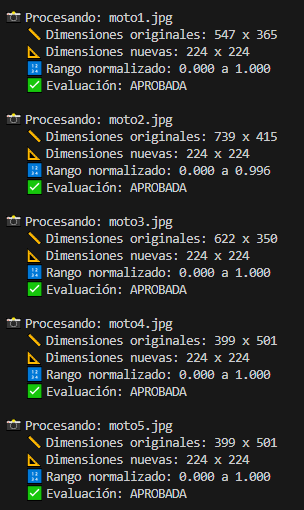 📷 Procesando: moto1.jpg
📏 Dimensiones originales: 547 x 365
📐 Dimensiones nuevas: 224 x 224
🔢 Rango normalizado: 0.000 a 1.000
✅ Evaluación: APROBADA
📷 Procesando: moto2.jpg
📏 Dimensiones originales: 739 x 415
📐 Dimensiones nuevas: 224 x 224
🔢 Rango normalizado: 0.000 a 0.996
✅ Evaluación: APROBADA
📷 Procesando: moto3.jpg
📏 Dimensiones originales: 622 x 350
📐 Dimensiones nuevas: 224 x 224
🔢 Rango normalizado: 0.000 a 1.000
✅ Evaluación: APROBADA
📷 Procesando: moto4.jpg
📏 Dimensiones originales: 399 x 501
📐 Dimensiones nuevas: 224 x 224
🔢 Rango normalizado: 0.000 a 1.000
✅ Evaluación: APROBADA
📷 Procesando: moto5.jpg
📏 Dimensiones originales: 399 x 501
📐 Dimensiones nuevas: 224 x 224
🔢 Rango normalizado: 0.000 a 1.000
✅ Evaluación: APROBADA